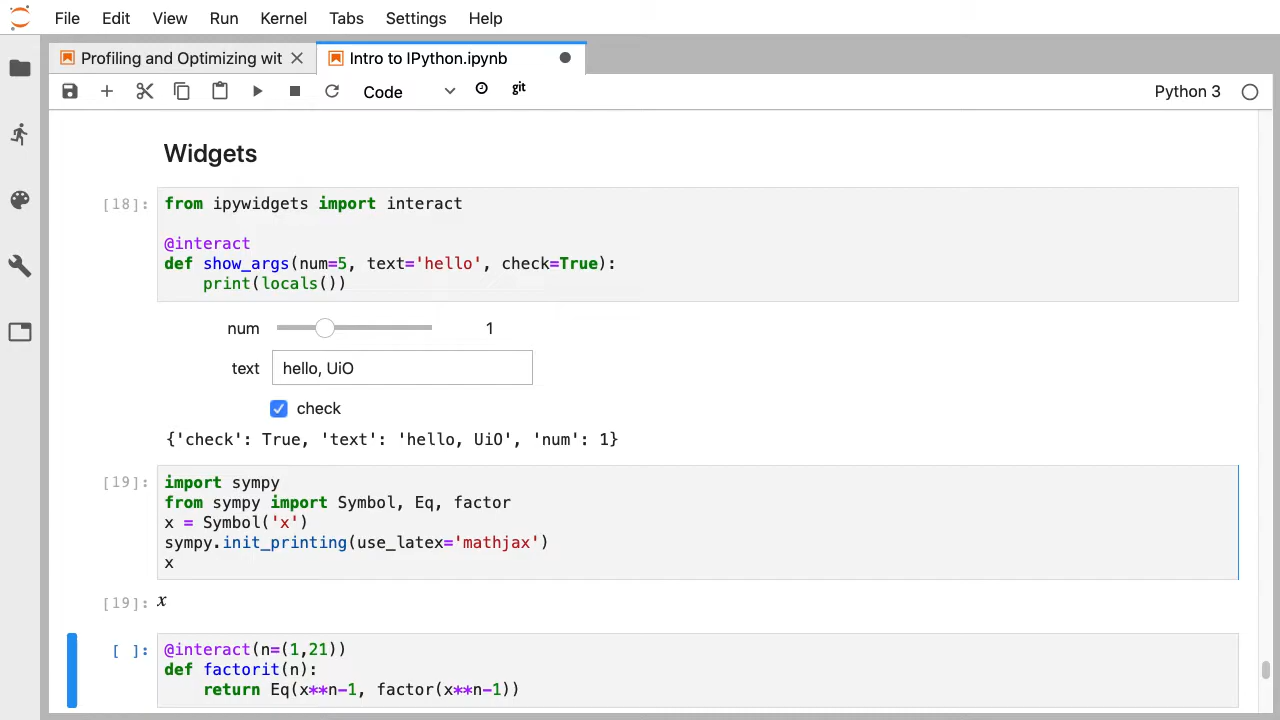 File Edit View Run Kernel Tabs Settings Help
Profiling and Optimizing wit
Intro to IPython.ipynb
Code
git
Python 3
Widgets
[18]:
from ipywidgets import interact
@interact
def show_args(num=5, text='hello', check=True):
    print(locals())
num 1
text hello, UiO
check
{'check': True, 'text': 'hello, UiO', 'num': 1}
[19]:
import sympy
from sympy import Symbol, Eq, factor
x = Symbol('x')
sympy.init_printing(use_latex='mathjax')
x
[19]: x
[ ]:
@interact(n=(1,21))
def factorit(n):
    return Eq(x**n-1, factor(x**n-1))